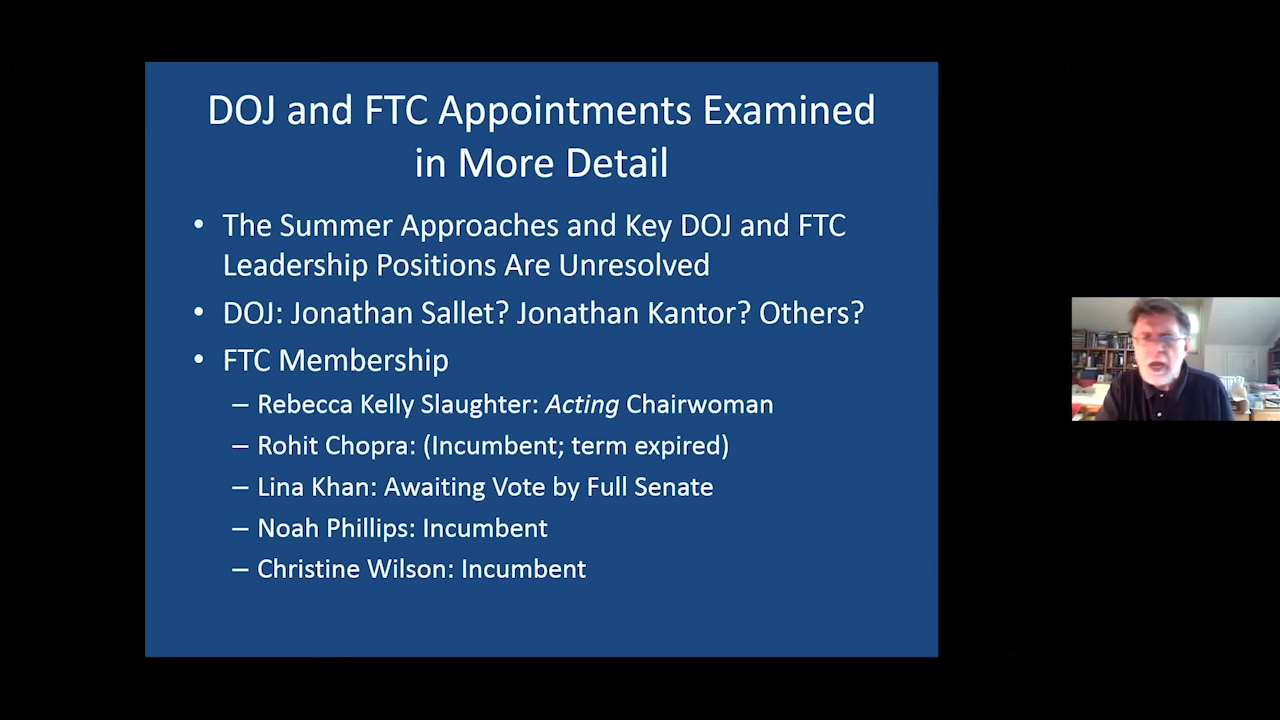 DOJ and FTC Appointments Examined
in More Detail
• The Summer Approaches and Key DOJ and FTC
Leadership Positions Are Unresolved
• DOJ: Jonathan Sallet? Jonathan Kantor? Others?
• FTC Membership
– Rebecca Kelly Slaughter: Acting Chairwoman
– Rohit Chopra: (Incumbent; term expired)
– Lina Khan: Awaiting Vote by Full Senate
– Noah Phillips: Incumbent
– Christine Wilson: Incumbent